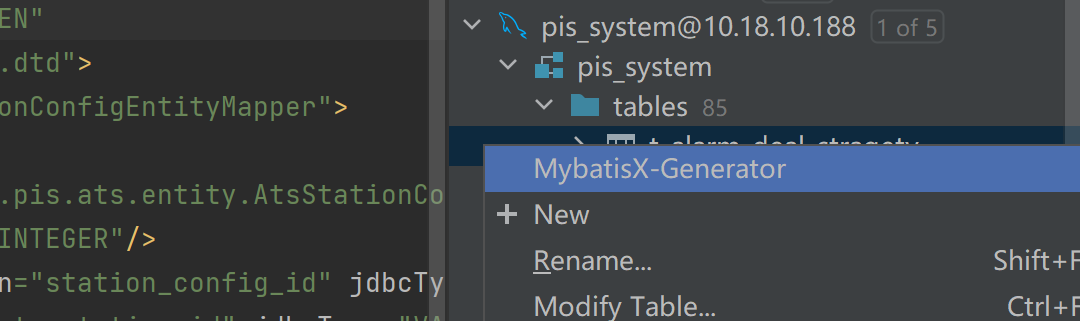 EN"
.dtd">
onConfigEntityMapper">
.pis.ats.entity.AtsStationCo
INTEGER"/>
n="station_config_id" jdbcTy
pis_system@10.18.10.188 1 of 5
pis_system
tables 85
MybatisX-Generator
New
Rename... Shift+F
Modify Table... Ctrl+F